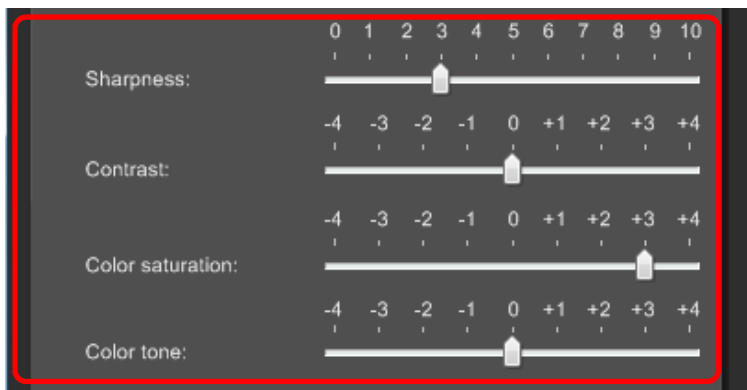 0 1 2 3 4 5 6 7 8 9 10
Sharpness:
-4 -3 -2 -1 0 +1 +2 +3 +4
Contrast:
-4 -3 -2 -1 0 +1 +2 +3 +4
Color saturation:
-4 -3 -2 -1 0 +1 +2 +3 +4
Color tone: